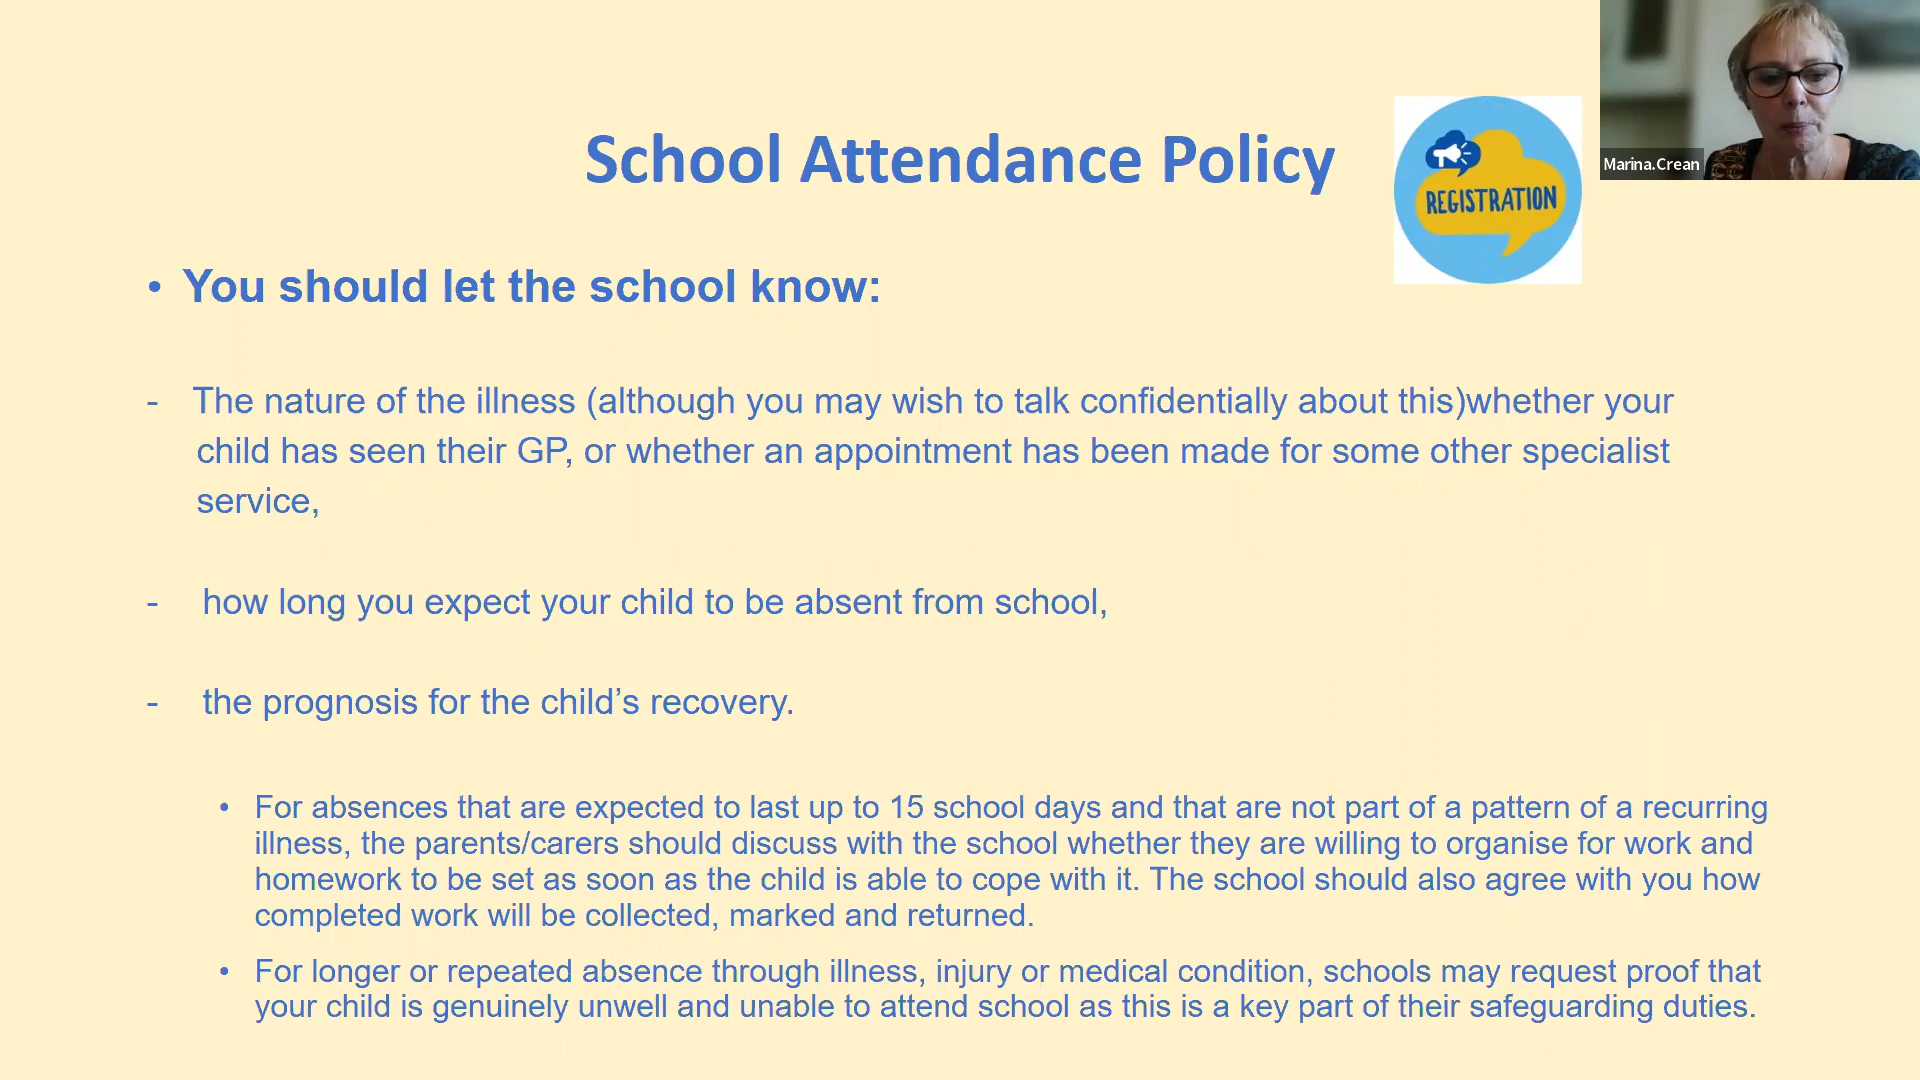 School Attendance Policy
REGISTRATION
Marina.Crean
• You should let the school know:
- The nature of the illness (although you may wish to talk confidentially about this)whether your
child has seen their GP, or whether an appointment has been made for some other specialist
service,
- how long you expect your child to be absent from school,
- the prognosis for the child’s recovery.
• For absences that are expected to last up to 15 school days and that are not part of a pattern of a recurring
illness, the parents/carers should discuss with the school whether they are willing to organise for work and
homework to be set as soon as the child is able to cope with it. The school should also agree with you how
completed work will be collected, marked and returned.
• For longer or repeated absence through illness, injury or medical condition, schools may request proof that
your child is genuinely unwell and unable to attend school as this is a key part of their safeguarding duties.